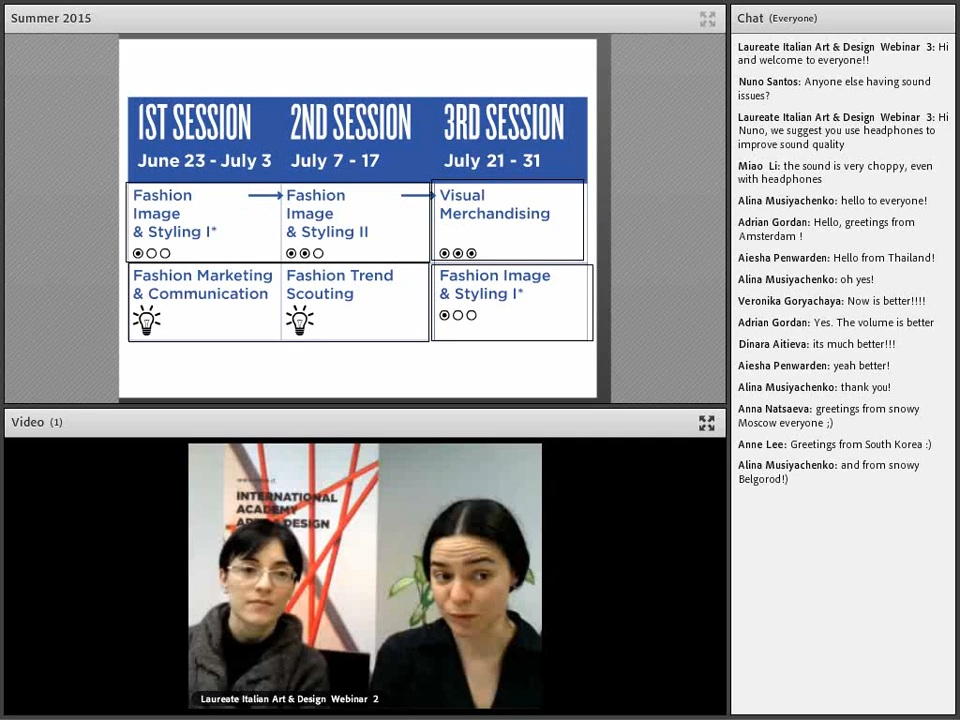 Summer 2015
1ST SESSION 2ND SESSION 3RD SESSION
June 23 - July 3 July 7 - 17 July 21 - 31
Fashion
Image
& Styling I*
Fashion
Image
& Styling II
Visual
Merchandising
Fashion Marketing
& Communication
Fashion Trend
Scouting
Fashion Image
& Styling I*
Video (1)
INTERNATIONAL
ACADEMY
DESIGN
Laureate Italian Art & Design Webinar 2
Chat (Everyone)
Laureate Italian Art & Design Webinar 3: Hi
and welcome to everyone!!
Nuno Santos: Anyone else having sound
issues?
Laureate Italian Art & Design Webinar 3: Hi
Nuno, we suggest you use headphones to
improve sound quality
Miao Li: the sound is very choppy, even
with headphones
Alina Musiyachenko: hello to everyone!
Adrian Gordan: Hello, greetings from
Amsterdam !
Aiesha Penwarden: Hello from Thailand!
Alina Musiyachenko: oh yes!
Veronika Goryachaya: Now is better!!!!
Adrian Gordan: Yes. The volume is better
Dinara Aitieva: its much better!!!
Aiesha Penwarden: yeah better!
Alina Musiyachenko: thank you!
Anna Natsaeva: greetings from snowy
Moscow everyone ;)
Anne Lee: Greetings from South Korea :)
Alina Musiyachenko: and from snowy
Belgorod!)